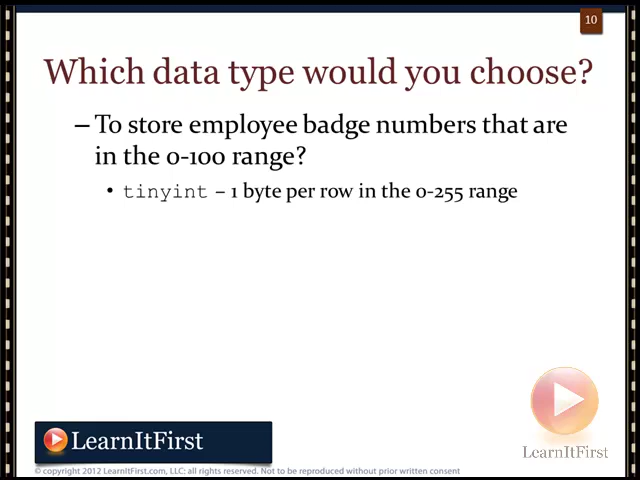 10
Which data type would you choose?
– To store employee badge numbers that are
in the 0-100 range?
• tinyint – 1 byte per row in the 0-255 range
LearnItFirst
LearnItFirst
© copyright 2012 LearnItFirst.com, LLC; all rights reserved. Not to be reproduced without prior written consent